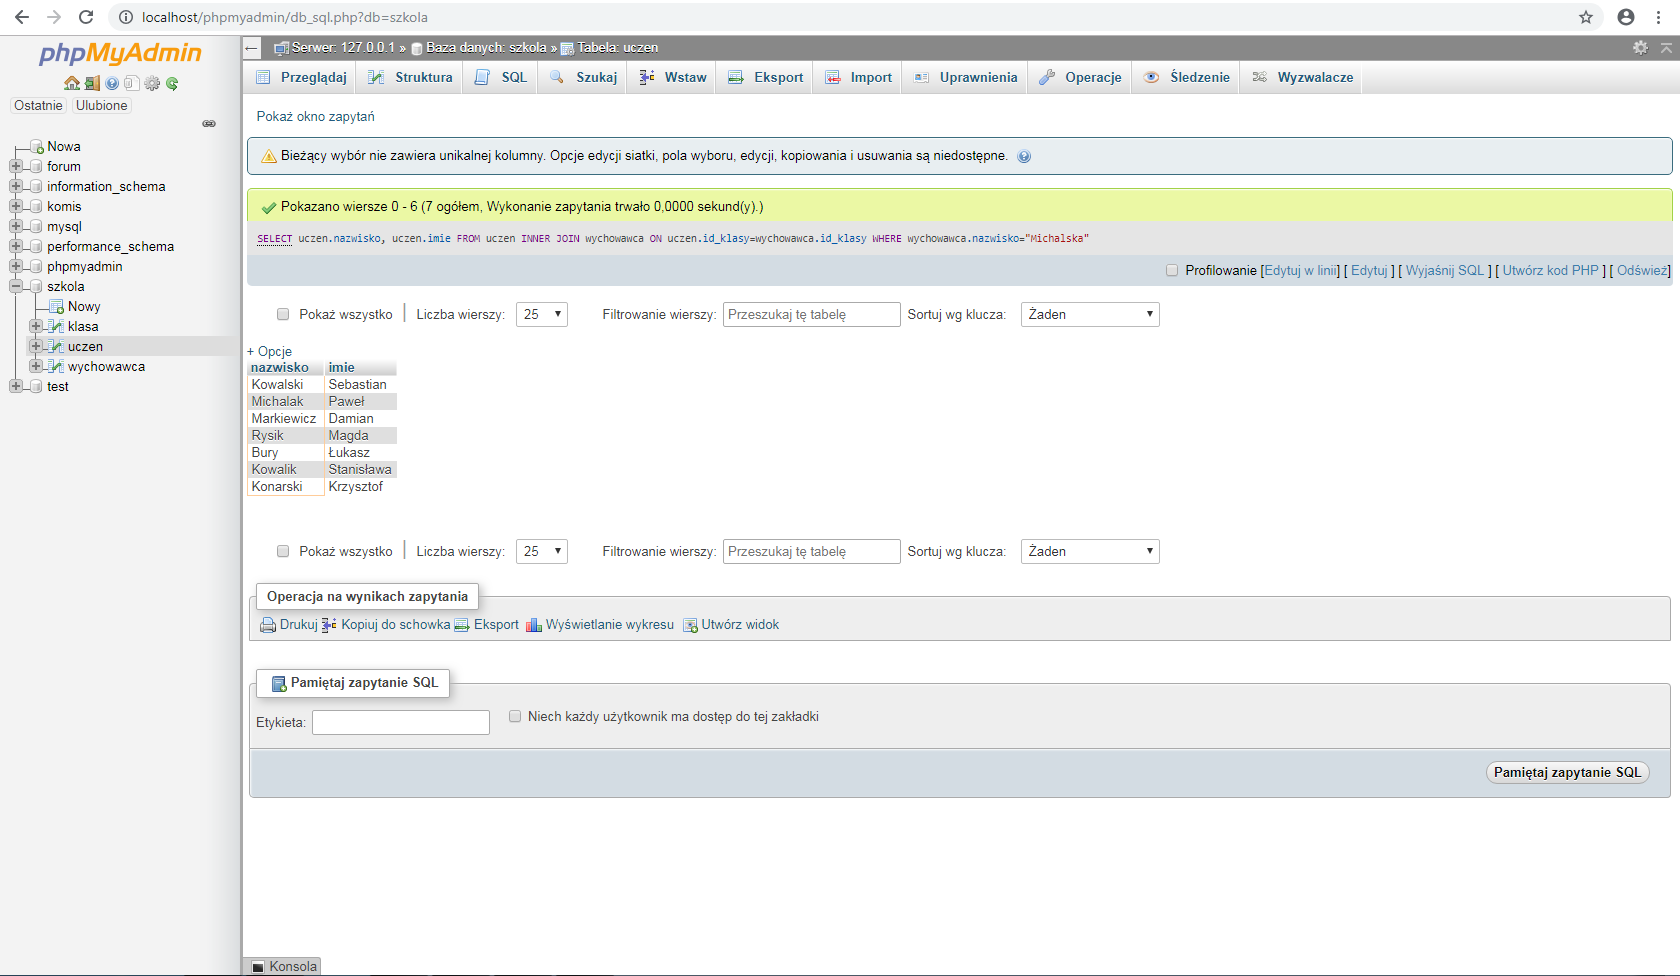 localhost/phpmyadmin/db_sql.php?db=szkola
phpMyAdmin
Ostatnie Ulubione
Nowa
forum
information_schema
komis
mysql
performance_schema
phpmyadmin
szkola
Nowy
klasa
uczen
wychowawca
test
Serwer: 127.0.0.1 » Baza danych: szkola » Tabela: uczen
Przeglądaj Struktura SQL Szukaj Wstaw Eksport Import Uprawnienia Operacje Śledzenie Wyzwalacze
Pokaż okno zapytań
Bieżący wybór nie zawiera unikalnej kolumny. Opcje edycji siatki, pola wyboru, edycji, kopiowania i usuwania są niedostępne.
Pokazano wiersze 0 - 6 (7 ogółem, Wykonanie zapytania trwało 0,0000 sekund(y).)
SELECT uczen.nazwisko, uczen.imie FROM uczen INNER JOIN wychowawca ON uczen.id_klasy=wychowawca.id_klasy WHERE wychowawca.nazwisko="Michalska"
Profilowanie [Edytuj w linii] [ Edytuj ] [ Wyjaśnij SQL ] [ Utwórz kod PHP ] [ Odśwież]
Pokaż wszystko | Liczba wierszy: 25 Filtrowanie wierszy: Przeszukaj tę tabelę Sortuj wg klucza: Żaden
+ Opcje
nazwisko imie
Kowalski Sebastian
Michalak Paweł
Markiewicz Damian
Rysik Magda
Bury Łukasz
Kowalik Stanisława
Konarski Krzysztof
Pokaż wszystko | Liczba wierszy: 25 Filtrowanie wierszy: Przeszukaj tę tabelę Sortuj wg klucza: Żaden
Operacja na wynikach zapytania
Drukuj Kopiuj do schowka Eksport Wyświetlanie wykresu Utwórz widok
Pamiętaj zapytanie SQL
Etykieta: Niech każdy użytkownik ma dostęp do tej zakładki
Pamiętaj zapytanie SQL
Konsola